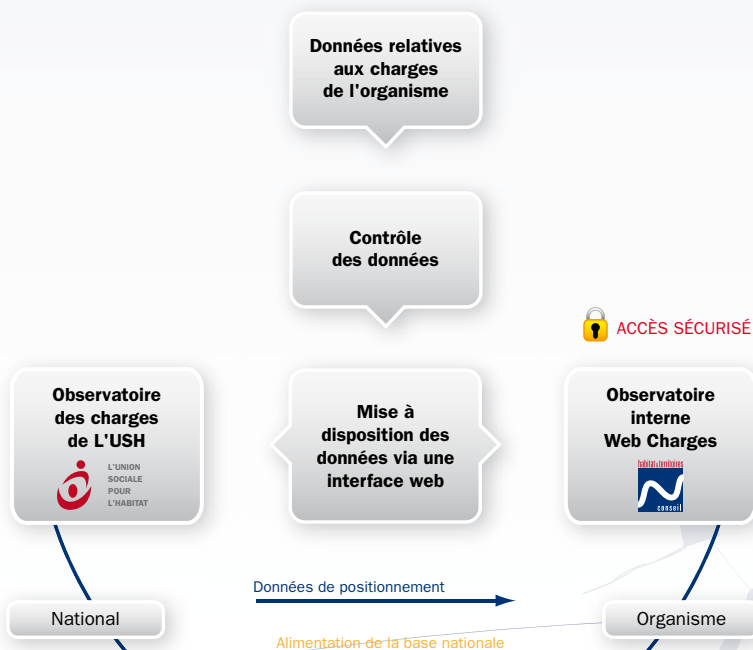 Données relatives
aux charges
de l'organisme
Contrôle
des données
ACCÈS SÉCURISÉ
Observatoire
des charges
de L'USH
L'UNION
SOCIALE
POUR
L'HABITAT
Mise à
disposition des
données via une
interface web
Observatoire
interne
Web Charges
habitat&territoires
conseil
Données de positionnement
National
Organisme
Alimentation de la base nationale